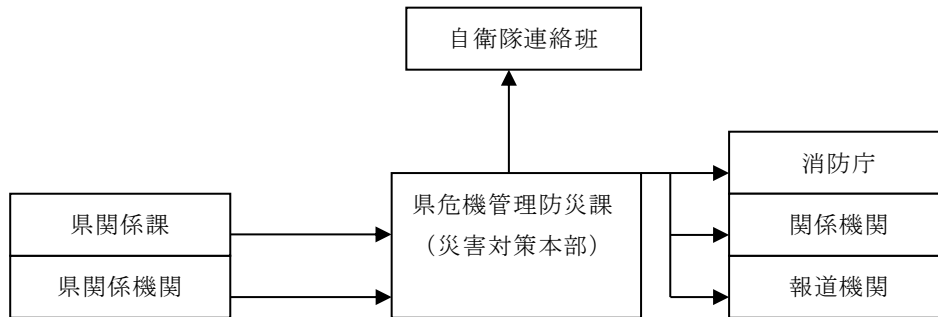 自衛隊連絡班
消防庁
県関係課
県危機管理防災課
関係機関
（災害対策本部）
県関係機関
報道機関